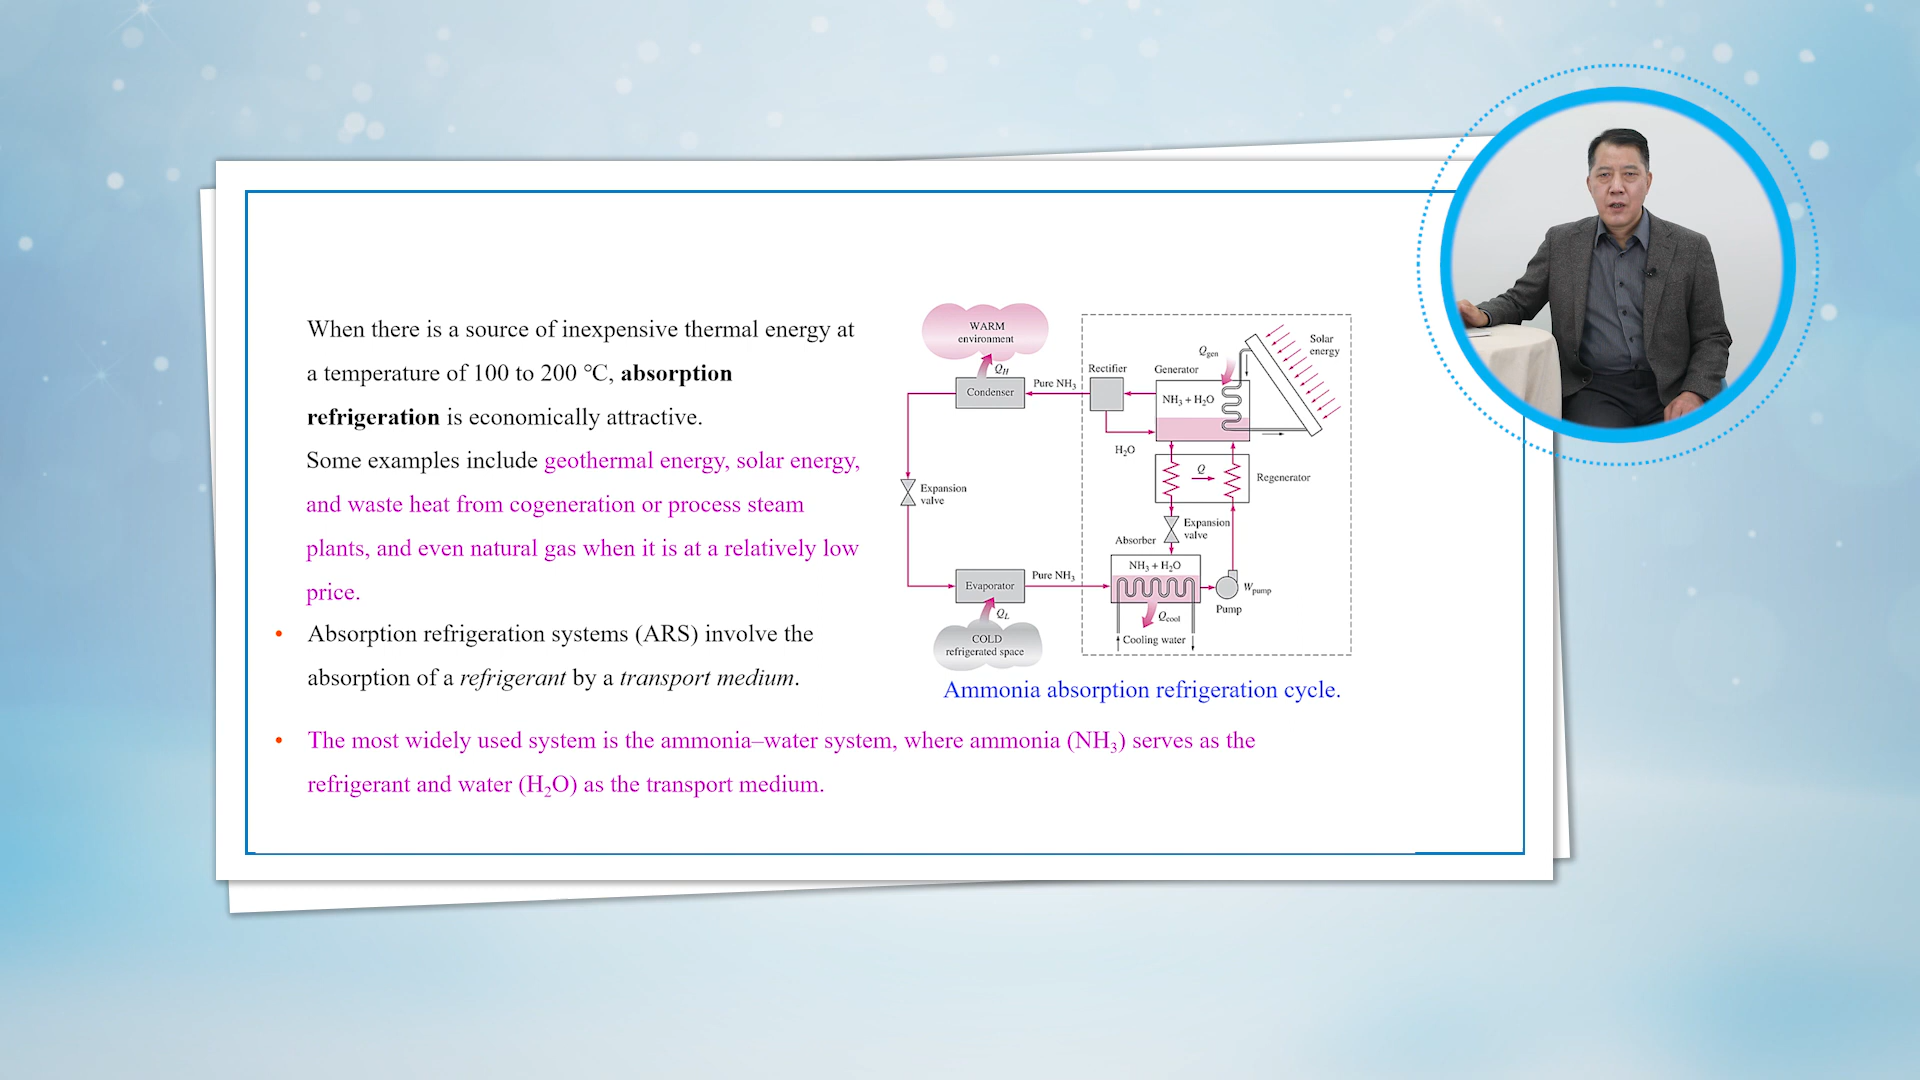 When there is a source of inexpensive thermal energy at
a temperature of 100 to 200 ℃, absorption
refrigeration is economically attractive.
Some examples include geothermal energy, solar energy,
and waste heat from cogeneration or process steam
plants, and even natural gas when it is at a relatively low
price.
• Absorption refrigeration systems (ARS) involve the
absorption of a refrigerant by a transport medium.
• The most widely used system is the ammonia–water system, where ammonia (NH₃) serves as the
refrigerant and water (H₂O) as the transport medium.
WARM
environment
Q_H
Condenser
Pure NH₃
Rectifier
Generator
Q_gen
Solar
energy
NH₃ + H₂O
H₂O
Q
Regenerator
Expansion
valve
Expansion
valve
Absorber
NH₃ + H₂O
Evaporator
Pure NH₃
W_pump
Pump
Q_L
Q_cool
Cooling water
COLD
refrigerated space
Ammonia absorption refrigeration cycle.